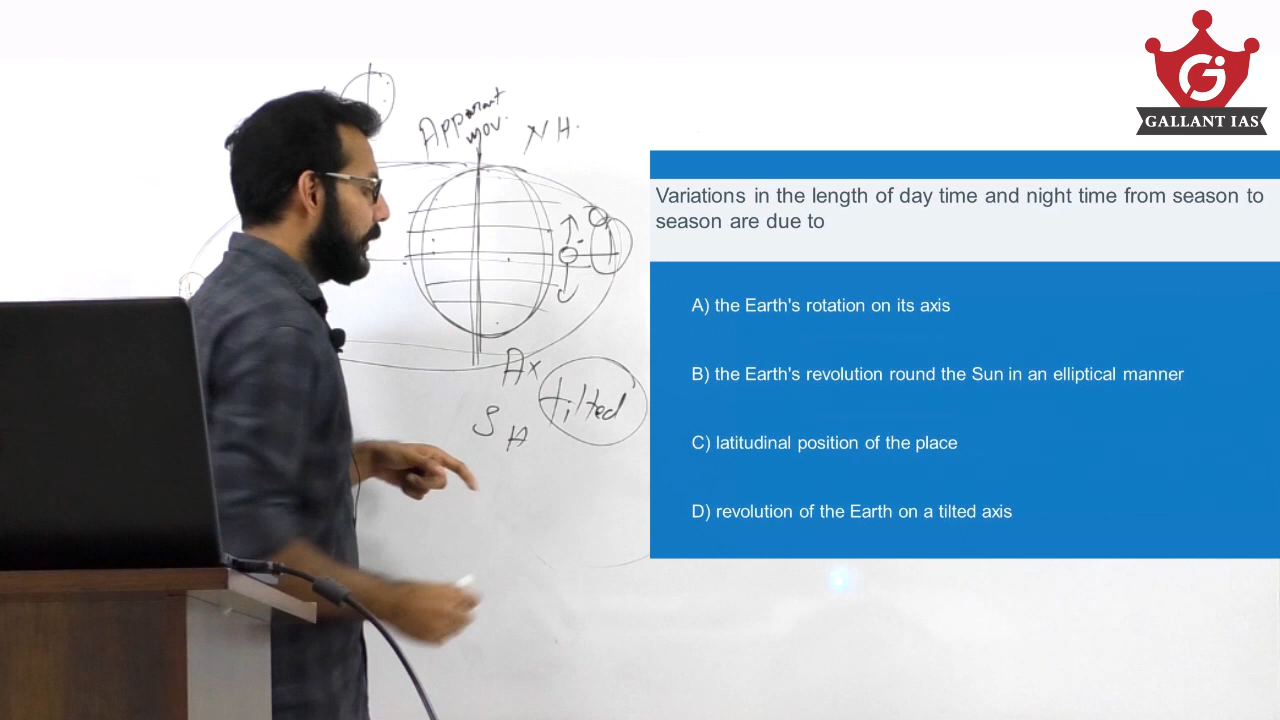 GALLANT IAS
Apparant
mov.
N H.
Ax
tilted
S H
Variations in the length of day time and night time from season to
season are due to
A) the Earth's rotation on its axis
B) the Earth's revolution round the Sun in an elliptical manner
C) latitudinal position of the place
D) revolution of the Earth on a tilted axis